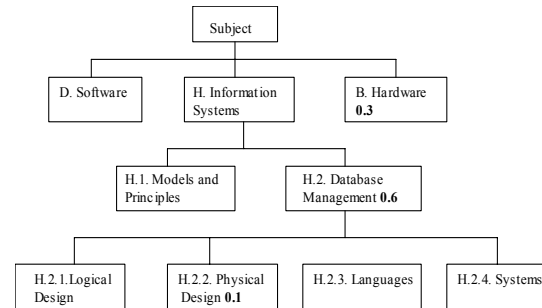 Subject
D. Software
H. Information
Systems
B. Hardware
0.3
H.1. Models and
Principles
H.2. Database
Management 0.6
H.2.1.Logical
Design
H.2.2. Physical
Design 0.1
H.2.3. Languages
H.2.4. Systems